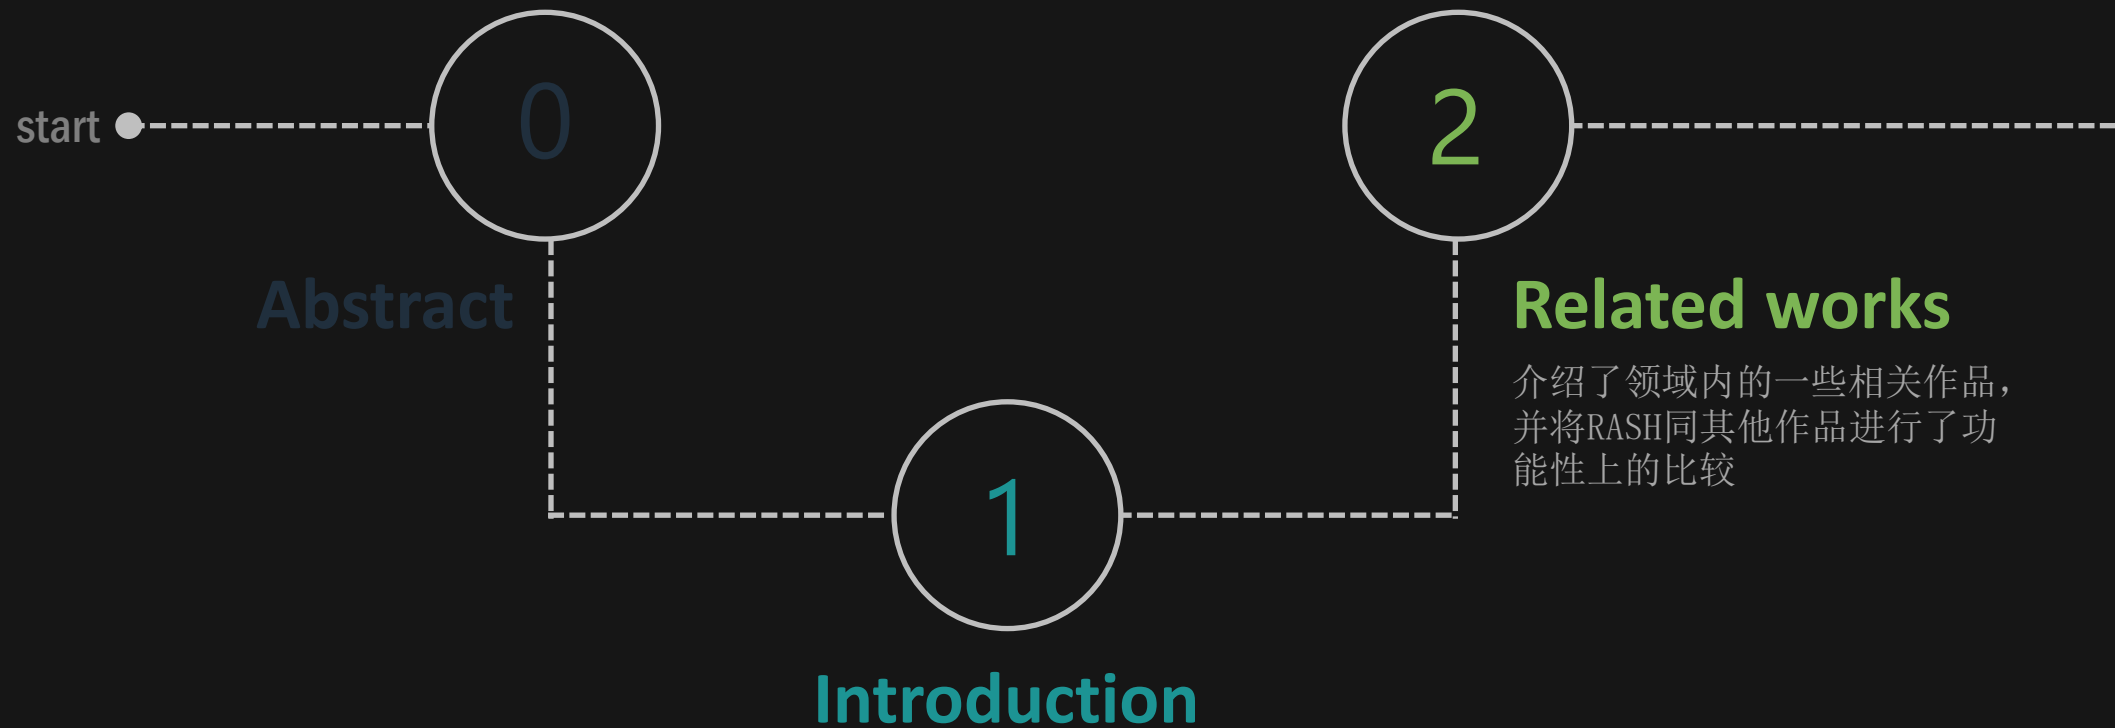 start
0
Abstract
1
Introduction
2
Related works
介绍了领域内的一些相关作品，
并将RASH同其他作品进行了功
能性上的比较